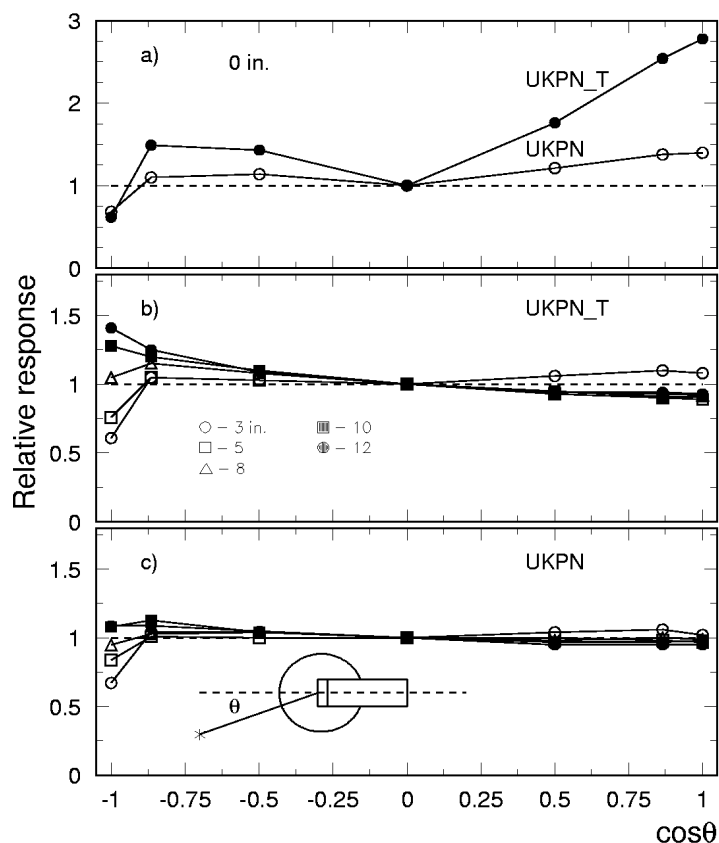 3
2
1
0
a)
0 in.
UKPN_T
UKPN
Relative response
1.5
1
0.5
0
b)
UKPN_T
– 3 in.
– 5
– 8
– 10
– 12
1.5
1
0.5
0
c)
UKPN
θ
-1 -0.75 -0.5 -0.25 0 0.25 0.5 0.75 1
cosθ